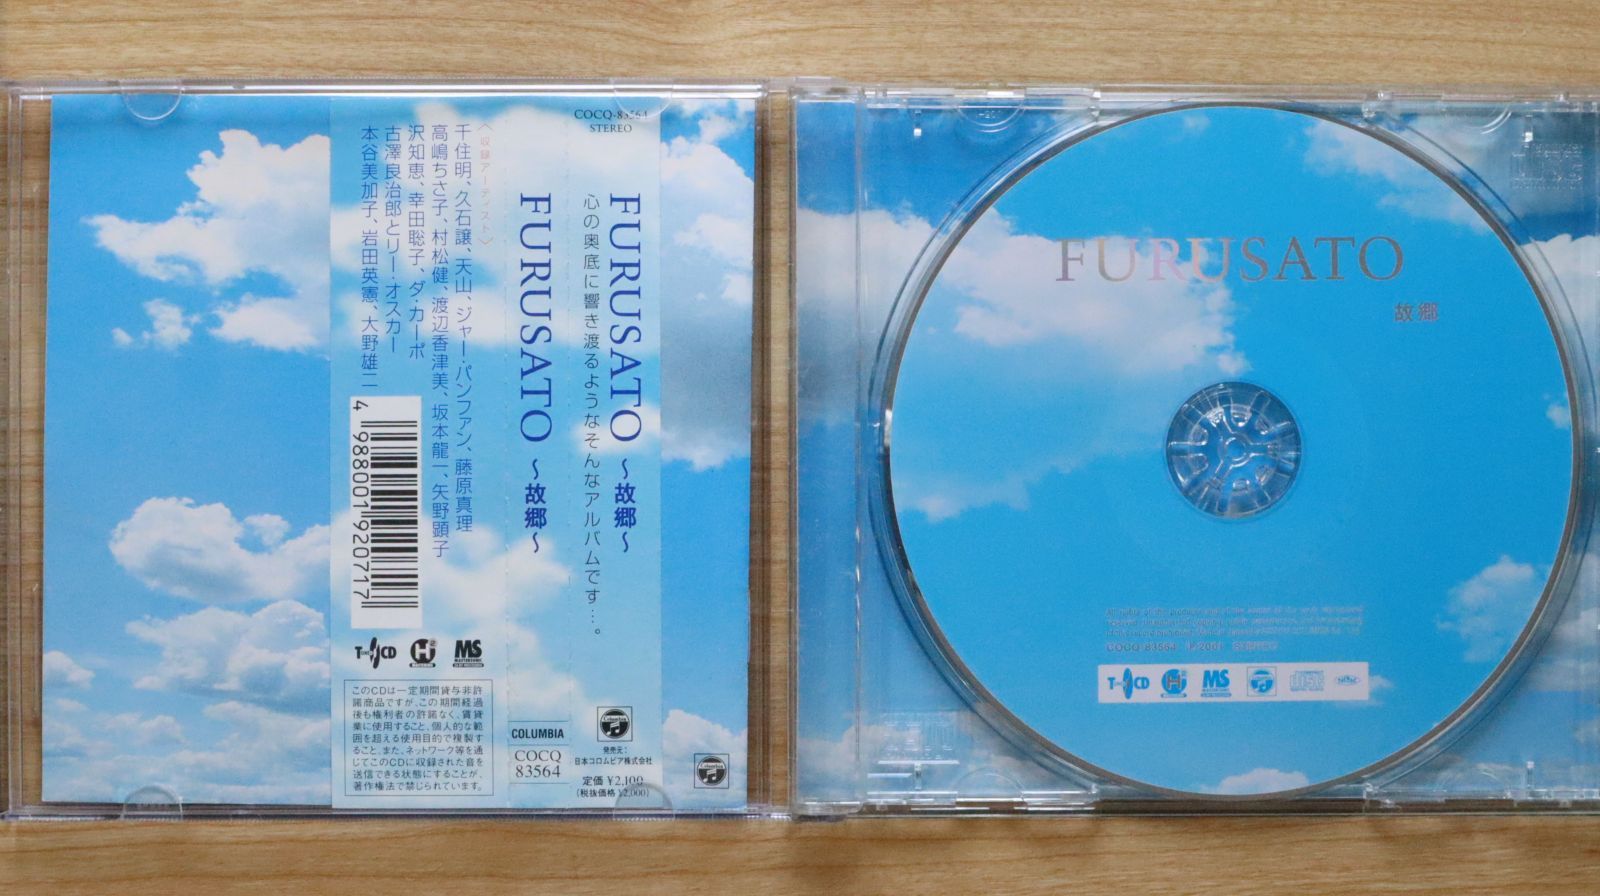 COCQ-83564
STEREO
FURUSATO ～故郷～
心の奥底に響き渡るようなそんなアルバムです…。
FURUSATO ～故郷～
〈収録アーティスト〉
千住明、久石譲、天山、ジャー・パンファン、藤原真理
高嶋ちさ子、村松健、渡辺香津美、坂本龍一、矢野顕子
沢知恵、幸田聡子、ダ・カーポ
古澤良治郎とリー・オスカー
本谷美加子、岩田英憲、大野雄二
4 988001 920717
CD
MS
このCDは一定期間貸与非許
諾商品ですが、この期間経過
後も権利者の許諾なく、賃貸
業に使用すること、個人的な範
囲を超える使用目的で複製す
ること、また、ネットワーク等を通
じてこのCDに収録された音を
送信できる状態にすることが、
著作権法で禁じられています。
COLUMBIA
COCQ
83564
Columbia
発売元：
日本コロムビア株式会社
定価 ¥2,100
(税抜価格 ¥2,000)
Columbia
FURUSATO
故郷
COCQ-83564 ℗2001 STEREO
CD
MS
disc